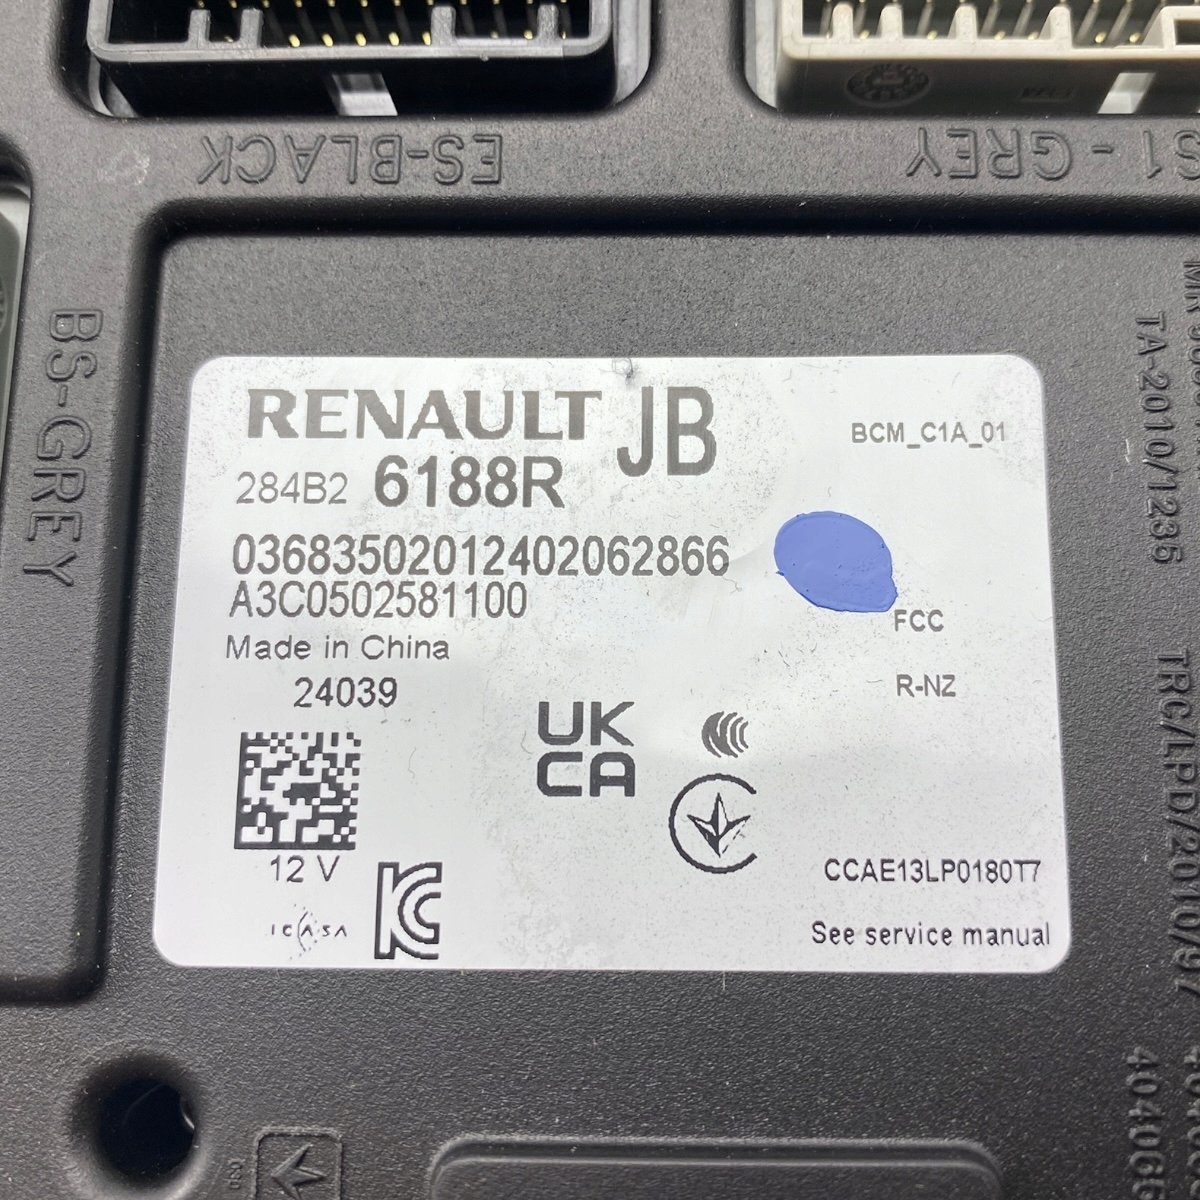 ES-BLACK
S1 - GREY
BS-GREY
RENAULT JB
BCM_C1A_01
284B2 6188R
03683502012402062866
A3C0502581100
Made in China
24039
FCC
R-NZ
UK
CA
12 V
ICASA
KC
CCAE13LP0180T7
See service manual
TA-2010/1235
TRC/LPD/2010/97